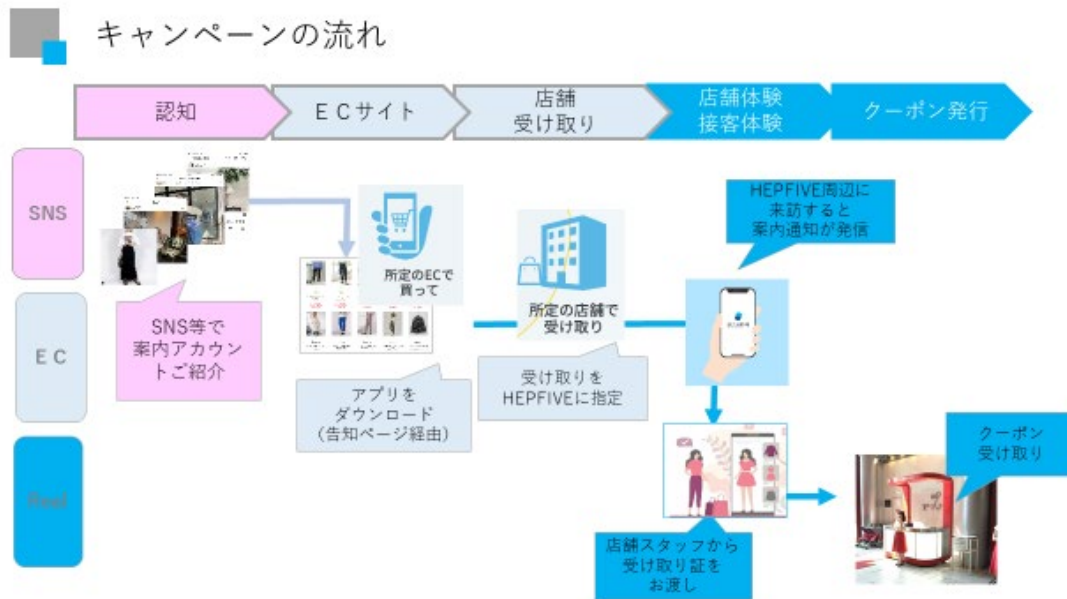 キャンペーンの流れ
認知
ECサイト
店舗
受け取り
店舗体験
接客体験
クーポン発行
SNS
SNS等で
案内アカウン
トご紹介
所定のECで
買って
所定の店舗で
受け取り
HEPFIVE周辺に
来訪すると
案内通知が発信
EC
アプリを
ダウンロード
(告知ページ経由)
受け取りを
HEPFIVEに指定
Real
店舗スタッフから
受け取り証を
お渡し
クーポン
受け取り